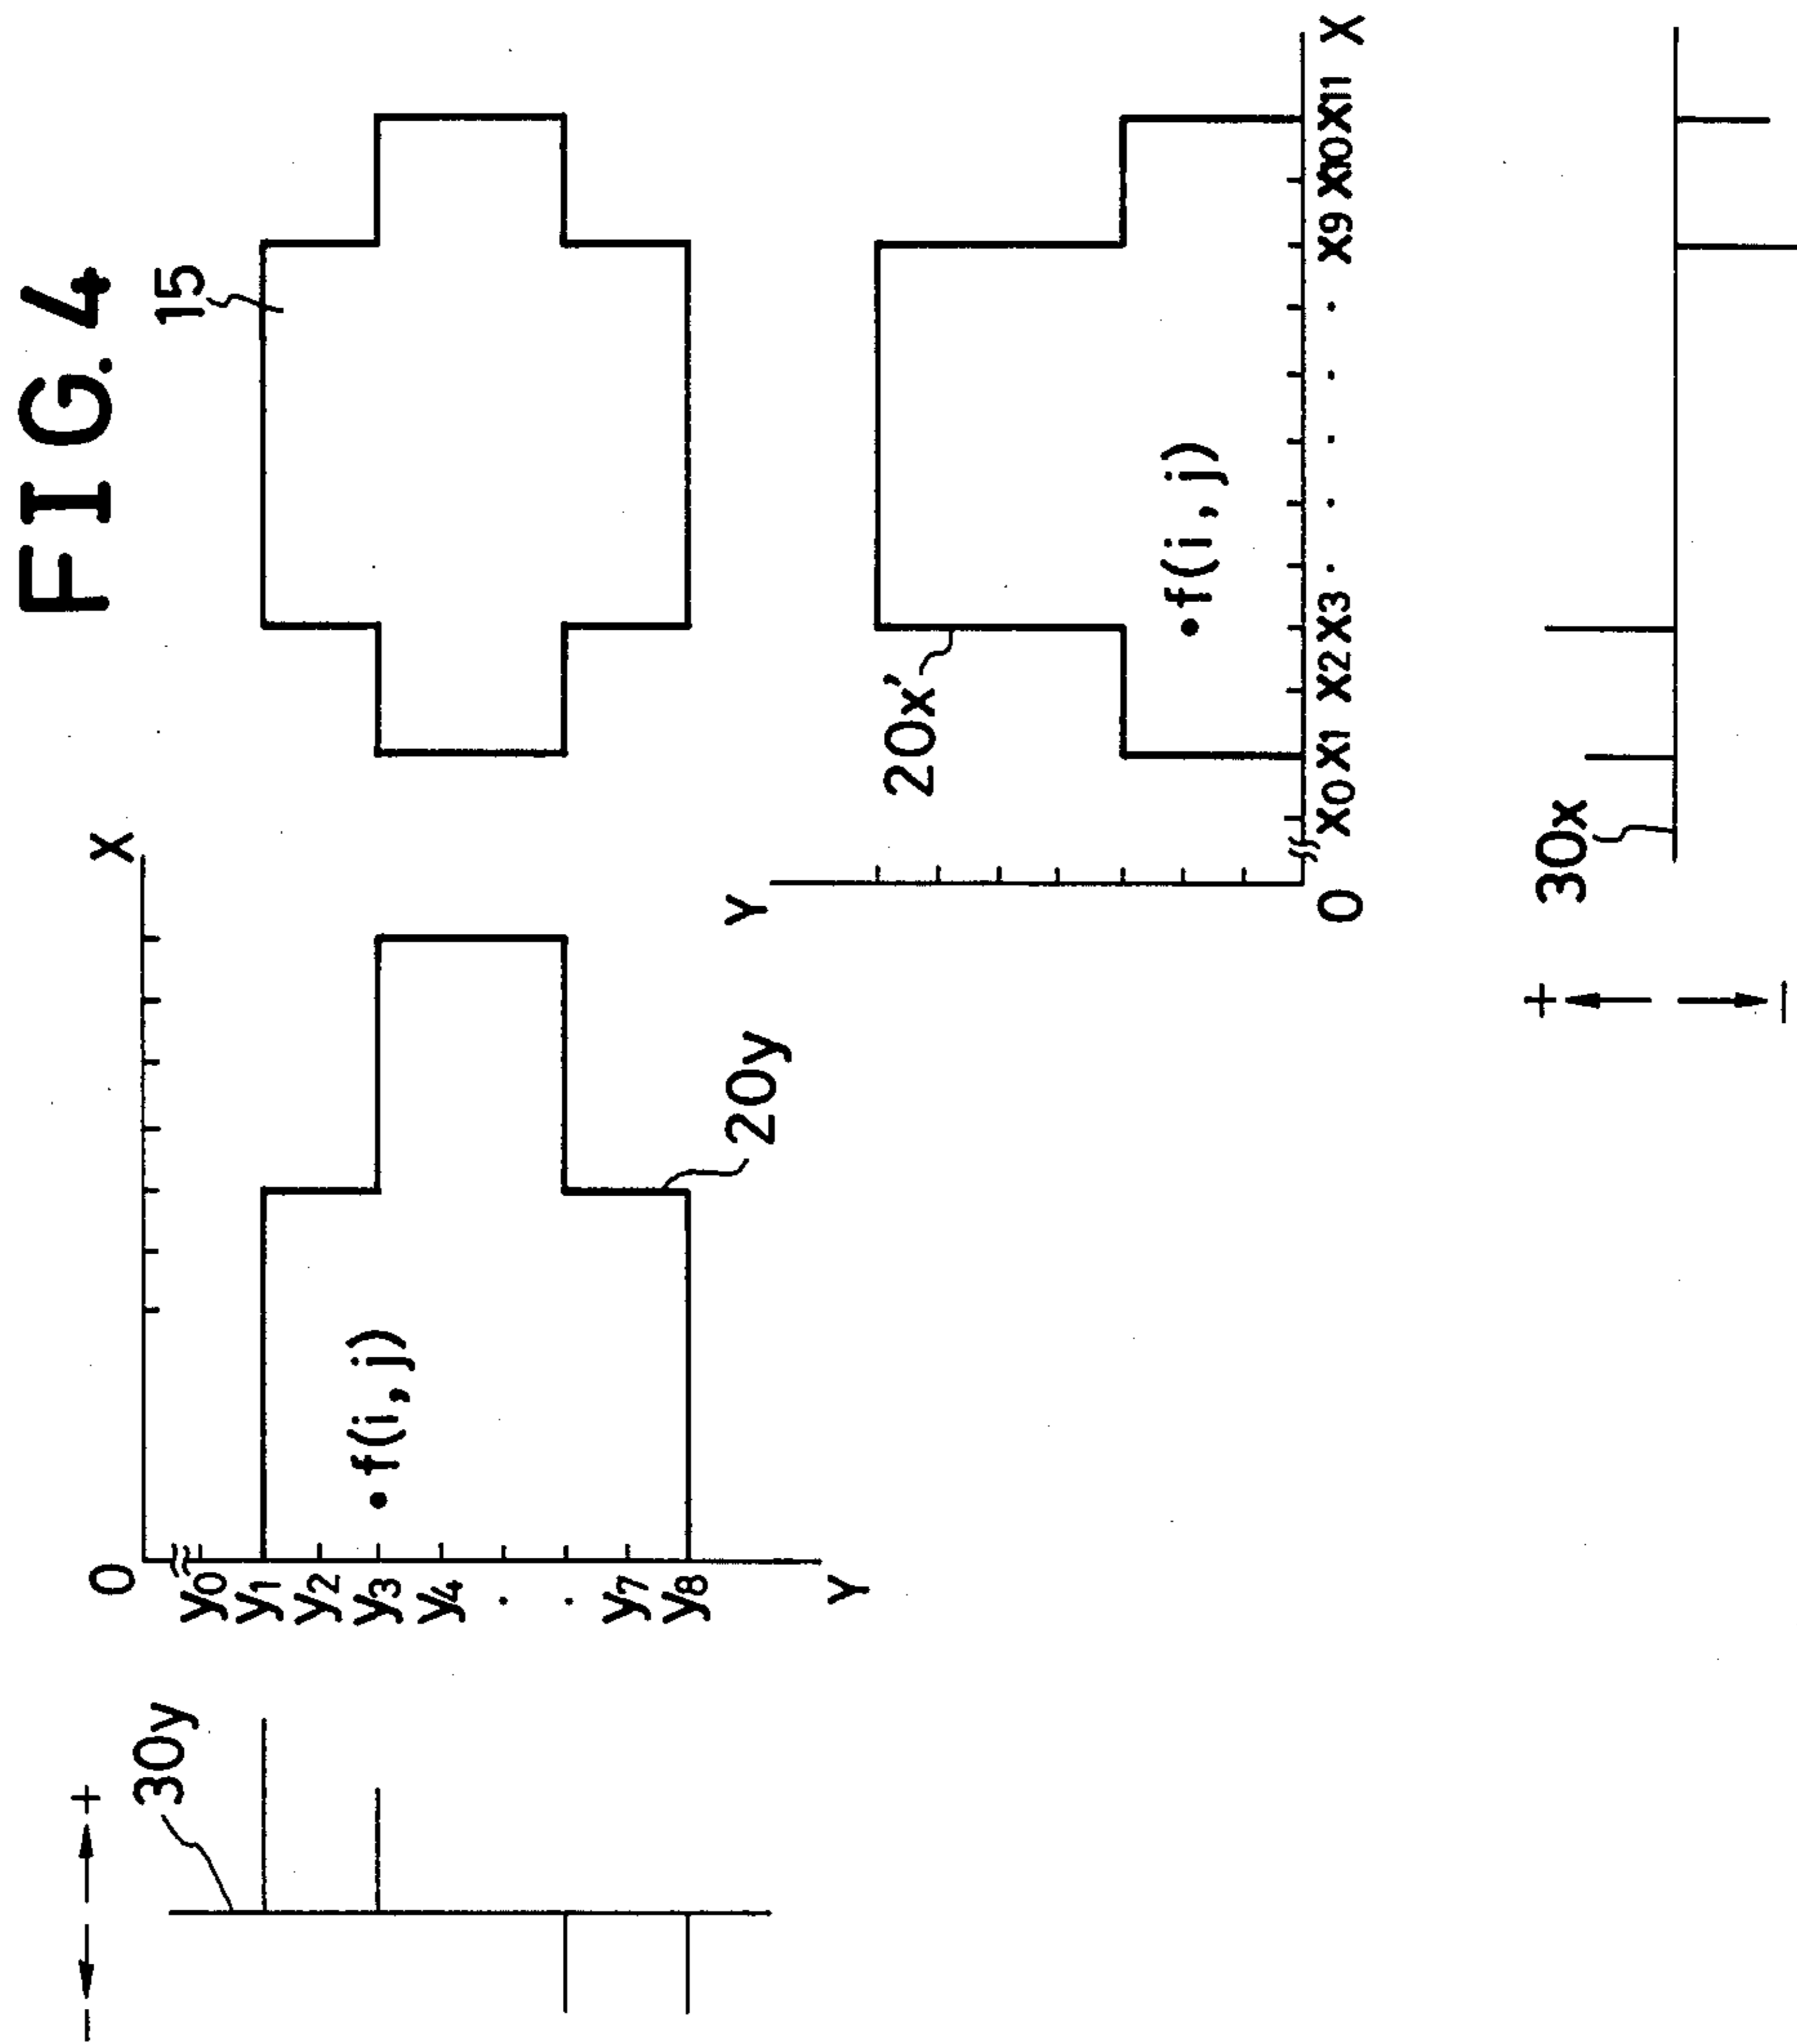 FIG.4
15
X
0
y0
y1
y2
y3
y4
.
.
y7
y8
Y
•f(i,j)
20y
- ← → +
30y
Y
20x'
•f(i,j)
0
X0 X1 X2 X3 . . . . . X9 X10 X11 X
30x
+
-